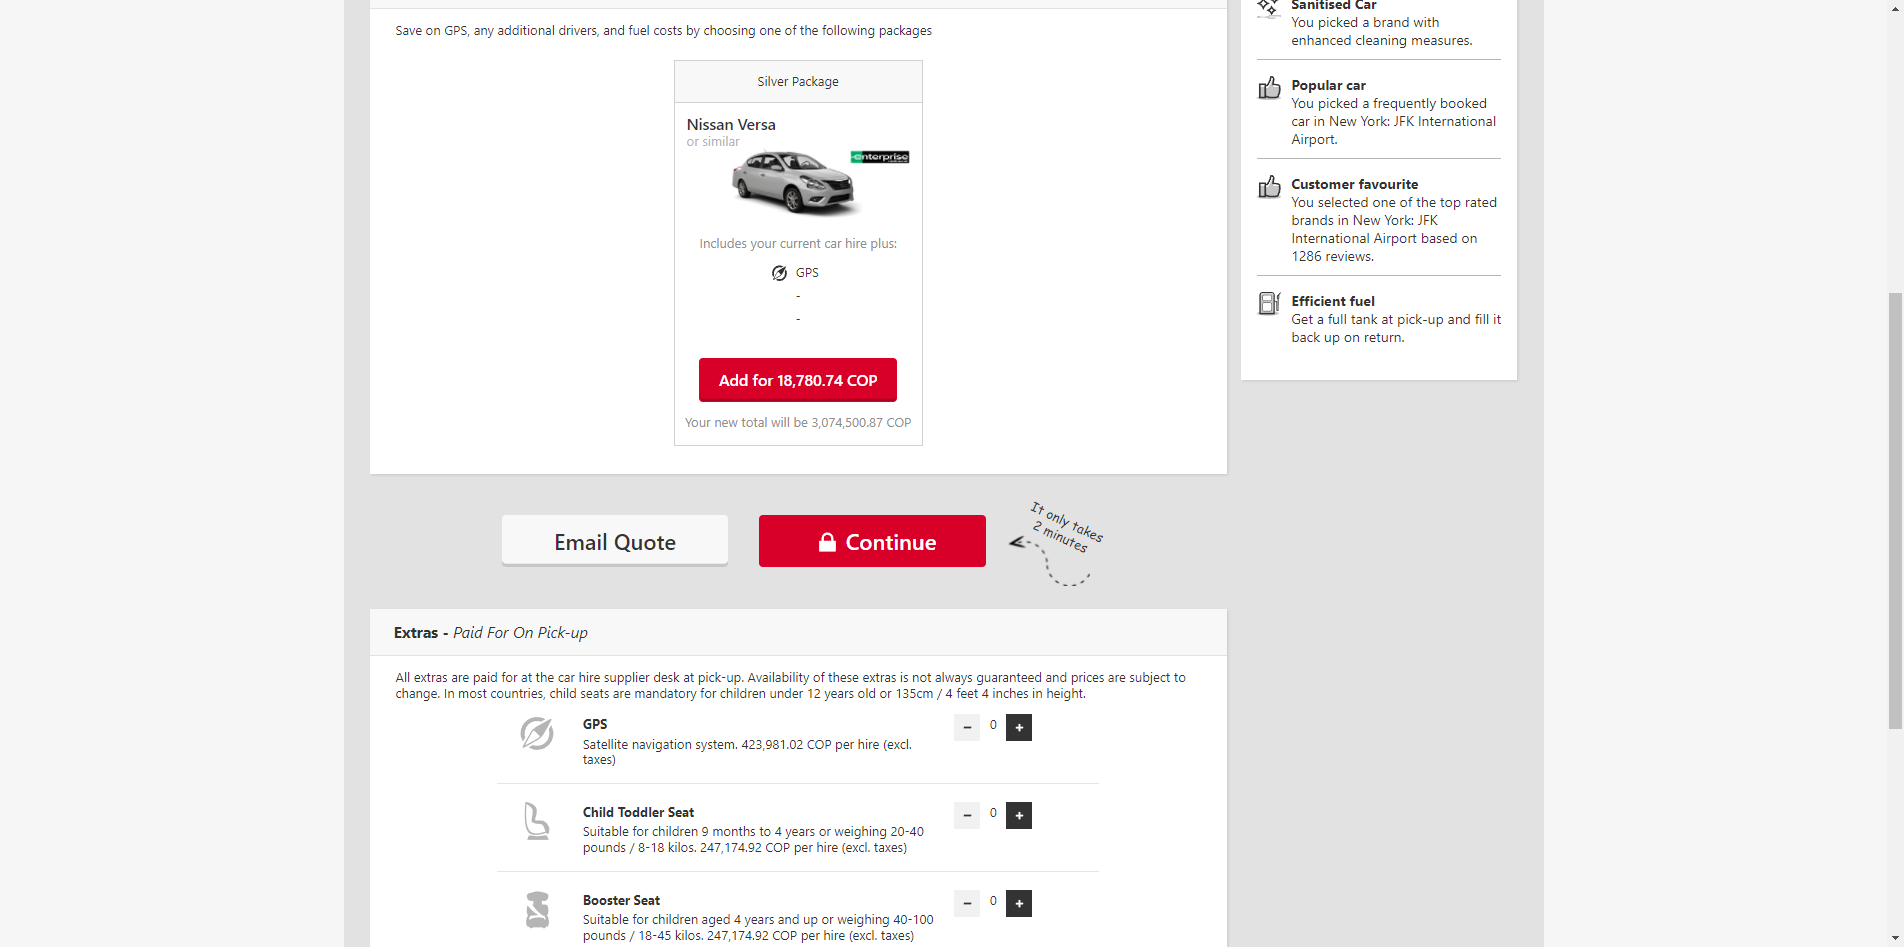 Save on GPS, any additional drivers, and fuel costs by choosing one of the following packages
Silver Package
Nissan Versa
or similar
enterprise
Includes your current car hire plus:
GPS
-
-
Add for 18,780.74 COP
Your new total will be 3,074,500.87 COP
Email Quote
Continue
It only takes
2 minutes
Extras - Paid For On Pick-up
All extras are paid for at the car hire supplier desk at pick-up. Availability of these extras is not always guaranteed and prices are subject to
change. In most countries, child seats are mandatory for children under 12 years old or 135cm / 4 feet 4 inches in height.
GPS
Satellite navigation system. 423,981.02 COP per hire (excl.
taxes)
- 0 +
Child Toddler Seat
Suitable for children 9 months to 4 years or weighing 20-40
pounds / 8-18 kilos. 247,174.92 COP per hire (excl. taxes)
- 0 +
Booster Seat
Suitable for children aged 4 years and up or weighing 40-100
pounds / 18-45 kilos. 247,174.92 COP per hire (excl. taxes)
- 0 +
Sanitised Car
You picked a brand with
enhanced cleaning measures.
Popular car
You picked a frequently booked
car in New York: JFK International
Airport.
Customer favourite
You selected one of the top rated
brands in New York: JFK
International Airport based on
1286 reviews.
Efficient fuel
Get a full tank at pick-up and fill it
back up on return.